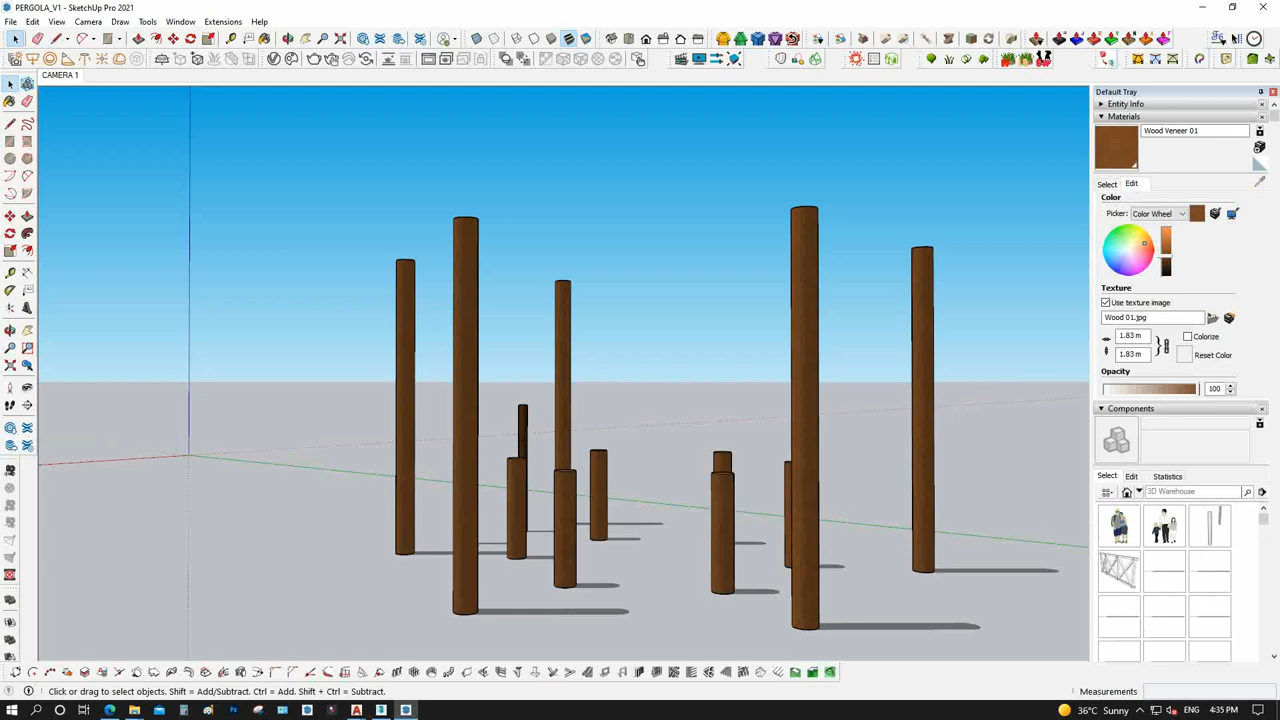 PERGOLA_V1 - SketchUp Pro 2021
File Edit View Camera Draw Tools Window Extensions Help
CAMERA 1
Default Tray
Entity Info
Materials
Wood Veneer 01
Select Edit
Color
Picker: Color Wheel
Texture
Use texture image
Wood 01.jpg
1.83 m Colorize
1.83 m Reset Color
Opacity
100
Components
Select Edit Statistics
3D Warehouse
Click or drag to select objects. Shift = Add/Subtract. Ctrl = Add. Shift + Ctrl = Subtract.
Measurements
36°C Sunny ENG 4:35 PM